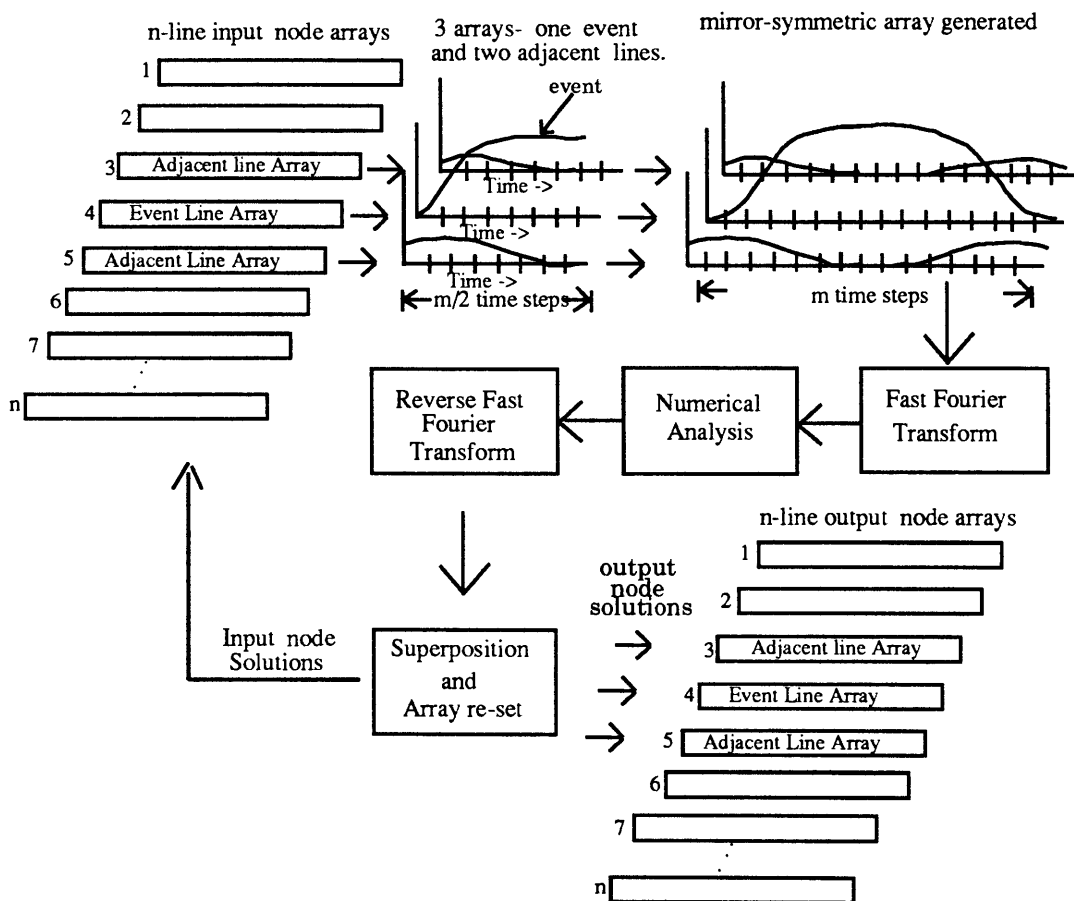 n-line input node arrays
3 arrays- one event
and two adjacent lines.
mirror-symmetric array generated
event
1
2
3 Adjacent line Array
4 Event Line Array
5 Adjacent Line Array
6
7
n
Time ->
Time ->
Time ->
m/2 time steps
m time steps
Reverse Fast
Fourier
Transform
Numerical
Analysis
Fast Fourier
Transform
Input node
Solutions
Superposition
and
Array re-set
output
node
solutions
n-line output node arrays
1
2
3 Adjacent line Array
4 Event Line Array
5 Adjacent Line Array
6
7
n